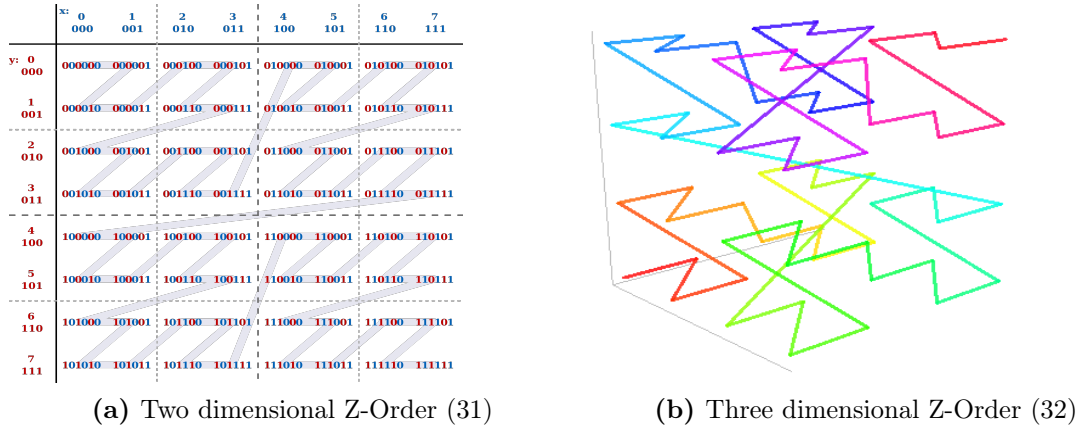 x: 0 1 2 3 4 5 6 7
000 001 010 011 100 101 110 111
y: 0
000 000000 000001 000100 000101 010000 010001 010100 010101
1
001 000010 000011 000110 000111 010010 010011 010110 010111
2
010 001000 001001 001100 001101 011000 011001 011100 011101
3
011 001010 001011 001110 001111 011010 011011 011110 011111
4
100 100000 100001 100100 100101 110000 110001 110100 110101
5
101 100010 100011 100110 100111 110010 110011 110110 110111
6
110 101000 101001 101100 101101 111000 111001 111100 111101
7
111 101010 101011 101110 101111 111010 111011 111110 111111
(a) Two dimensional Z-Order (31)
(b) Three dimensional Z-Order (32)